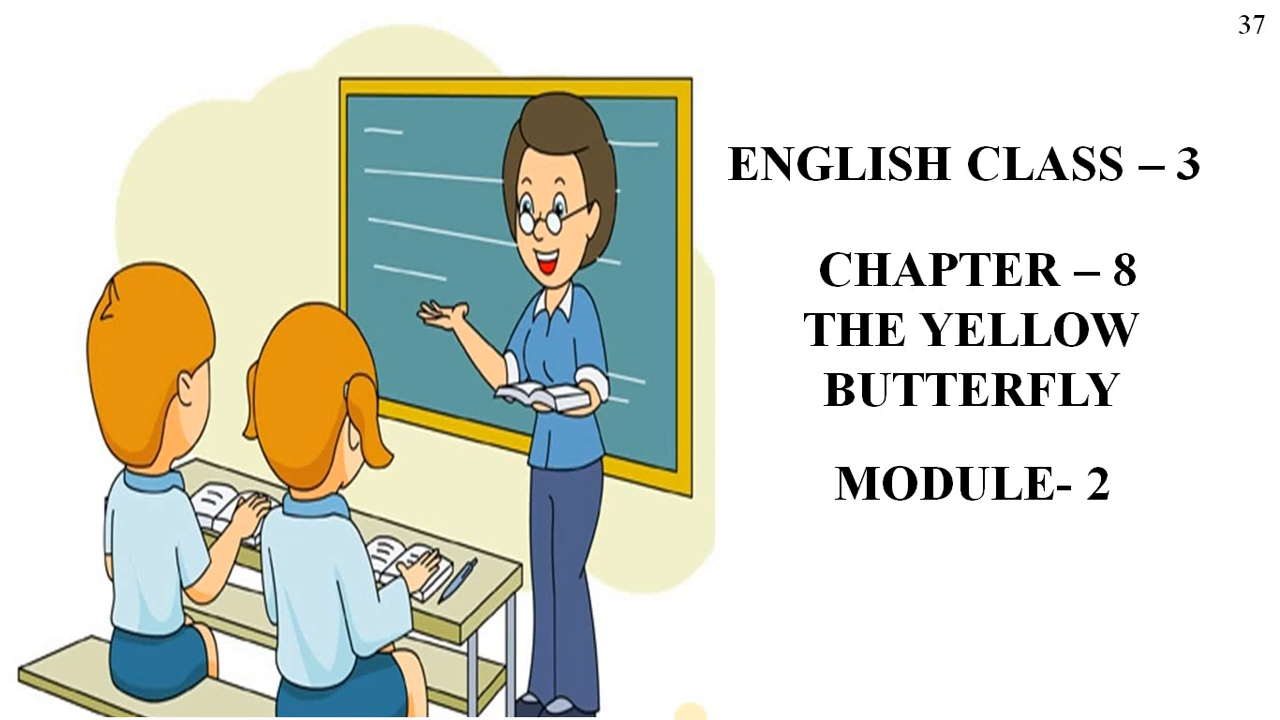 37
ENGLISH CLASS – 3
CHAPTER – 8
THE YELLOW
BUTTERFLY
MODULE- 2